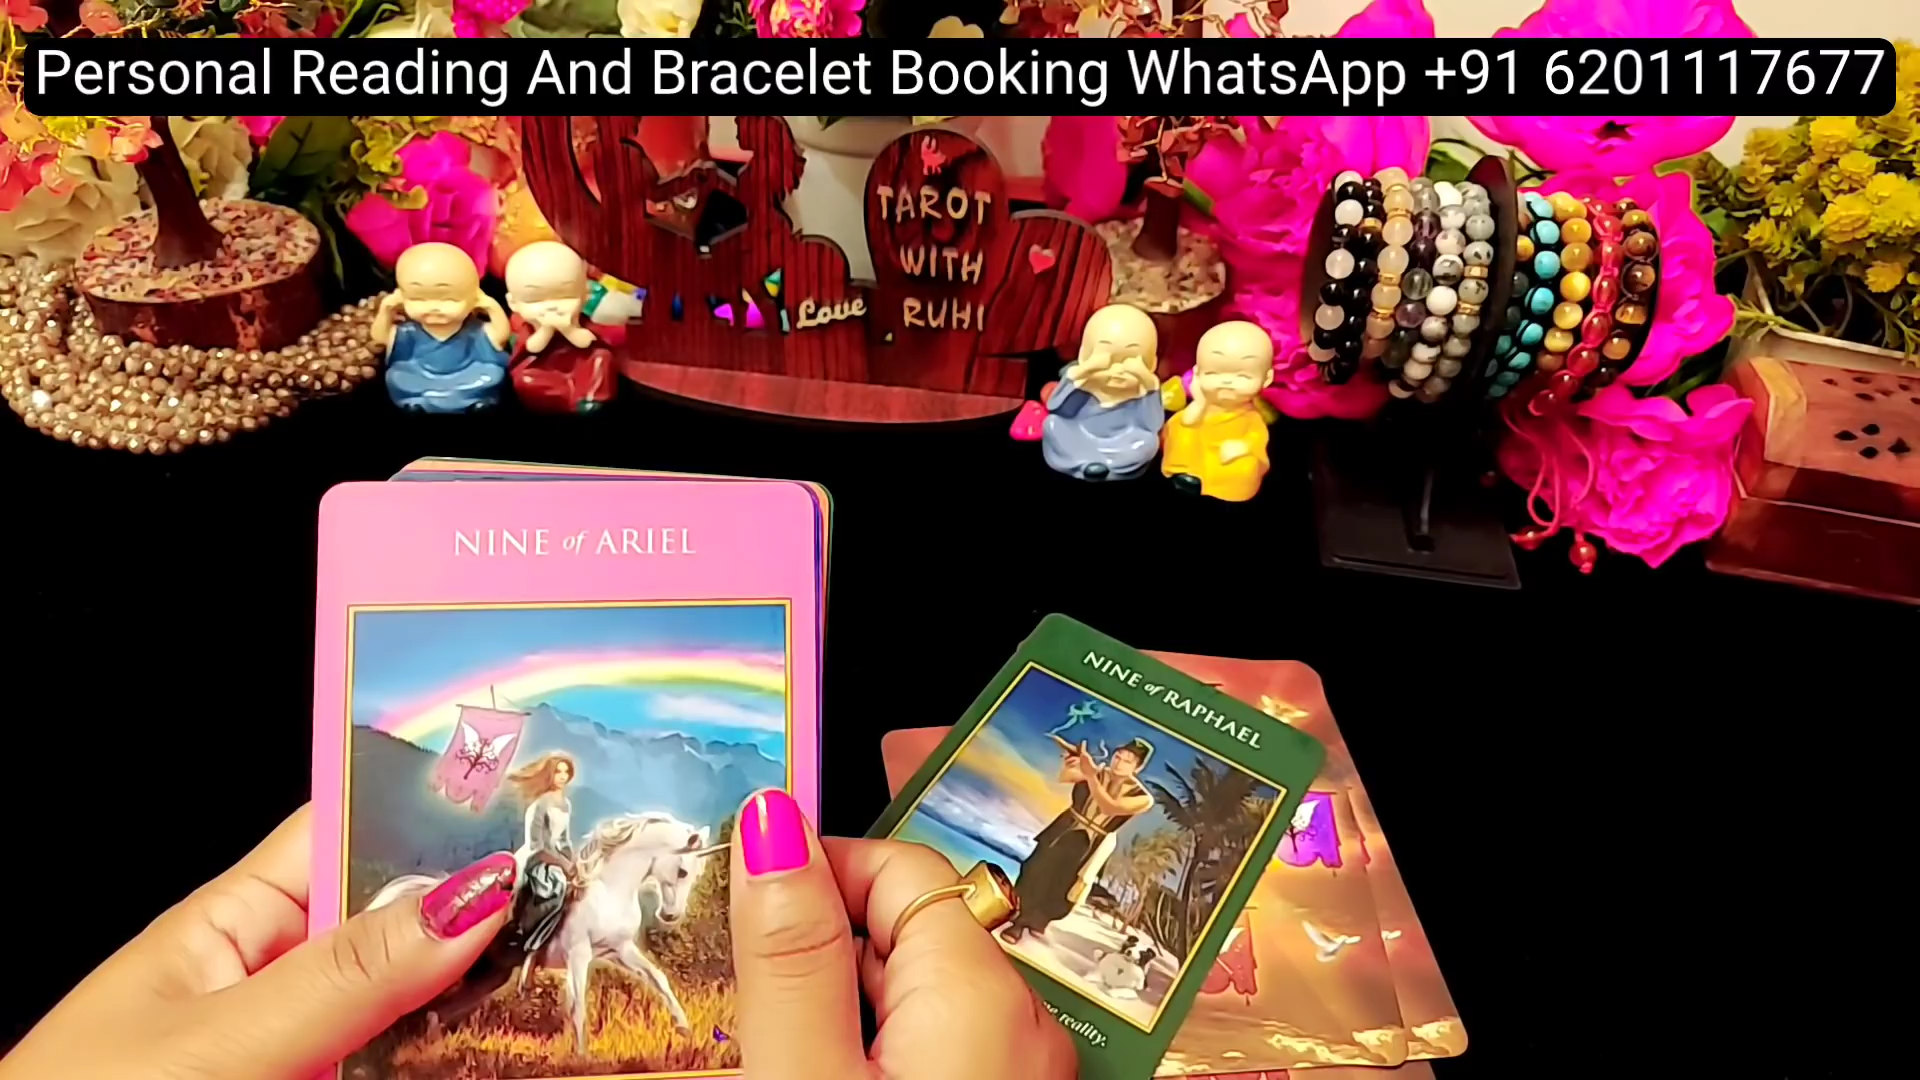 Personal Reading And Bracelet Booking WhatsApp +91 6201117677
TAROT
WITH
RUHI
Love
NINE of ARIEL
NINE of RAPHAEL
reality.